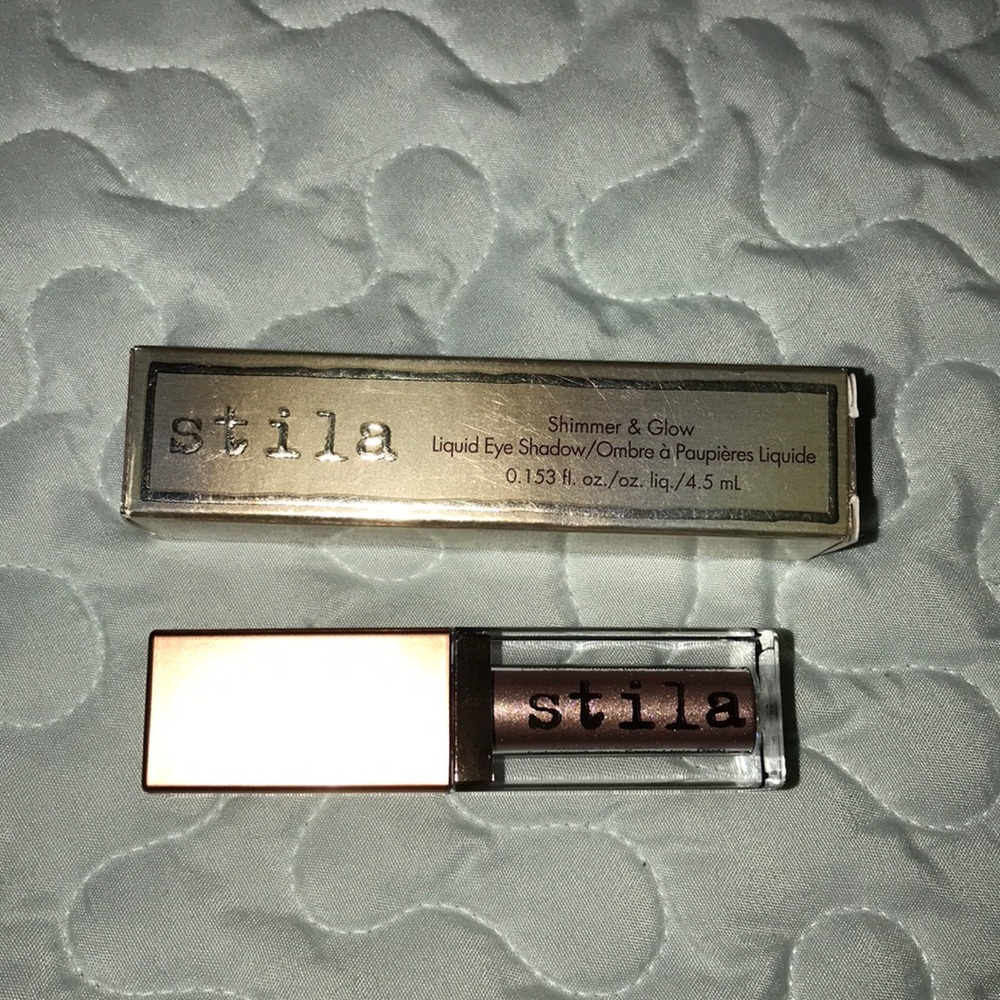 stila
Shimmer & Glow
Liquid Eye Shadow/Ombre à Paupières Liquide
0.153 fl. oz./oz. liq./4.5 mL
stila